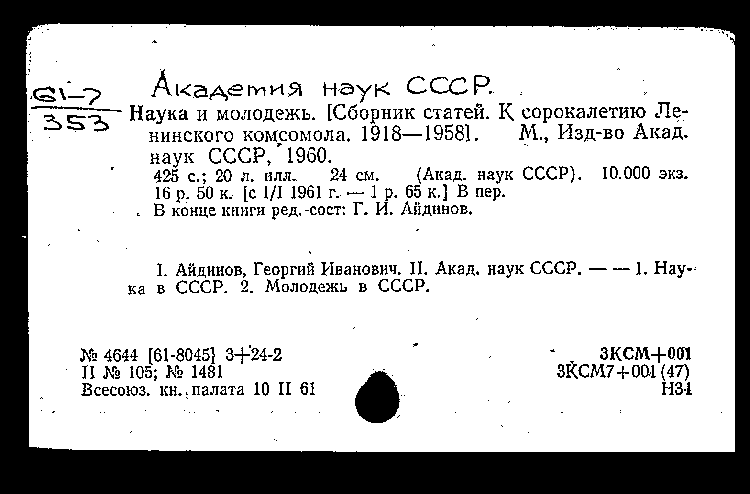 Академия наук СССР.
61-7
353
Наука и молодежь. [Сборник статей. К сорокалетию Ле-
нинского комсомола. 1918—1958]. М., Изд-во Акад.
наук СССР, 1960.
425 с.; 20 л. илл. 24 см. (Акад. наук СССР). 10.000 экз.
16 р. 50 к. [с 1/I 1961 г. — 1 р. 65 к.] В пер.
В конце книги ред.-сост: Г. И. Айдинов.
I. Айдинов, Георгий Иванович. II. Акад. наук СССР. — — 1. Нау-
ка в СССР. 2. Молодежь в СССР.
№ 4644 [61-8045] 3+24-2 3КСМ+001
П № 105; № 1481 3КСМ7+001(47)
Всесоюз. кн. палата 10 II 61 Н34